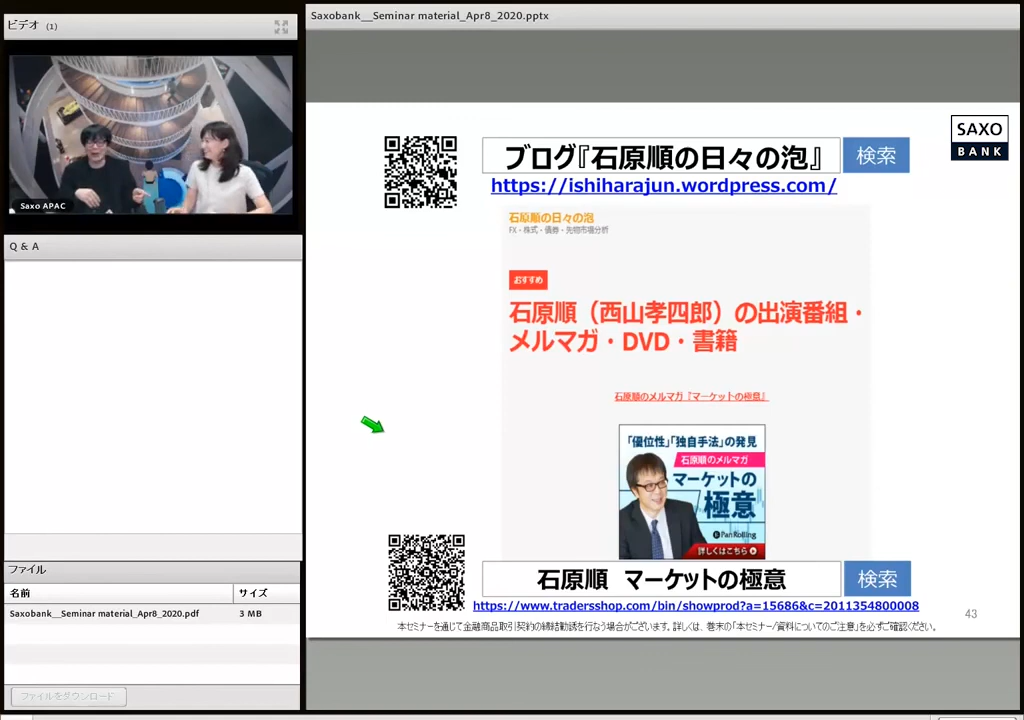 ビデオ (1)
Saxo APAC
Q & A
ファイル
名前
サイズ
Saxobank__Seminar material_Apr8_2020.pdf
3 MB
ファイルをダウンロード
Saxobank__Seminar material_Apr8_2020.pptx
SAXO
BANK
ブログ『石原順の日々の泡』
検索
https://ishiharajun.wordpress.com/
石原順の日々の泡
FX・株式・債券・先物市場分析
おすすめ
石原順（西山孝四郎）の出演番組・
メルマガ・DVD・書籍
石原順のメルマガ『マーケットの極意』
「優位性」「独自手法」の発見
石原順のメルマガ
マーケットの
極意
PanRolling
詳しくはこちら
石原順 マーケットの極意
検索
https://www.tradersshop.com/bin/showprod?a=15686&c=2011354800008
43
本セミナーを通じて金融商品取引契約の締結勧誘を行なう場合がございます。詳しくは、巻末の「本セミナー/資料についてのご注意」を必ずご確認ください。